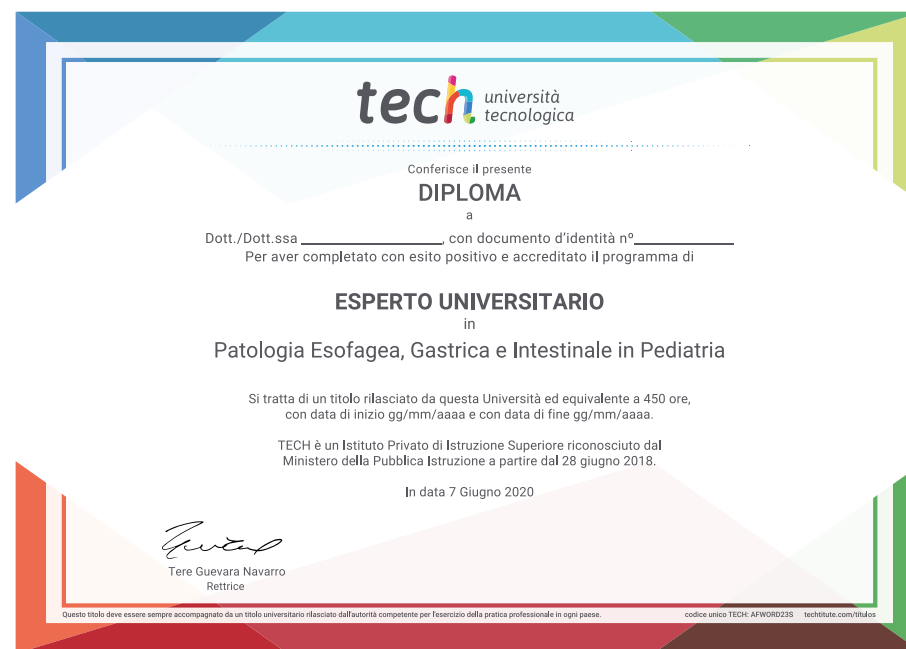 tech università
tecnologica
Conferisce il presente
DIPLOMA
a
Dott./Dott.ssa ____________________, con documento d'identità nº______________
Per aver completato con esito positivo e accreditato il programma di
ESPERTO UNIVERSITARIO
in
Patologia Esofagea, Gastrica e Intestinale in Pediatria
Si tratta di un titolo rilasciato da questa Università ed equivalente a 450 ore,
con data di inizio gg/mm/aaaa e con data di fine gg/mm/aaaa.
TECH è un Istituto Privato di Istruzione Superiore riconosciuto dal
Ministero della Pubblica Istruzione a partire dal 28 giugno 2018.
In data 7 Giugno 2020
Tere Guevara Navarro
Rettrice
Questo titolo deve essere sempre accompagnato da un titolo universitario rilasciato dall'autorità competente per l'esercizio della pratica professionale in ogni paese. codice unico TECH: AFWORD23S techtitute.com/titulos